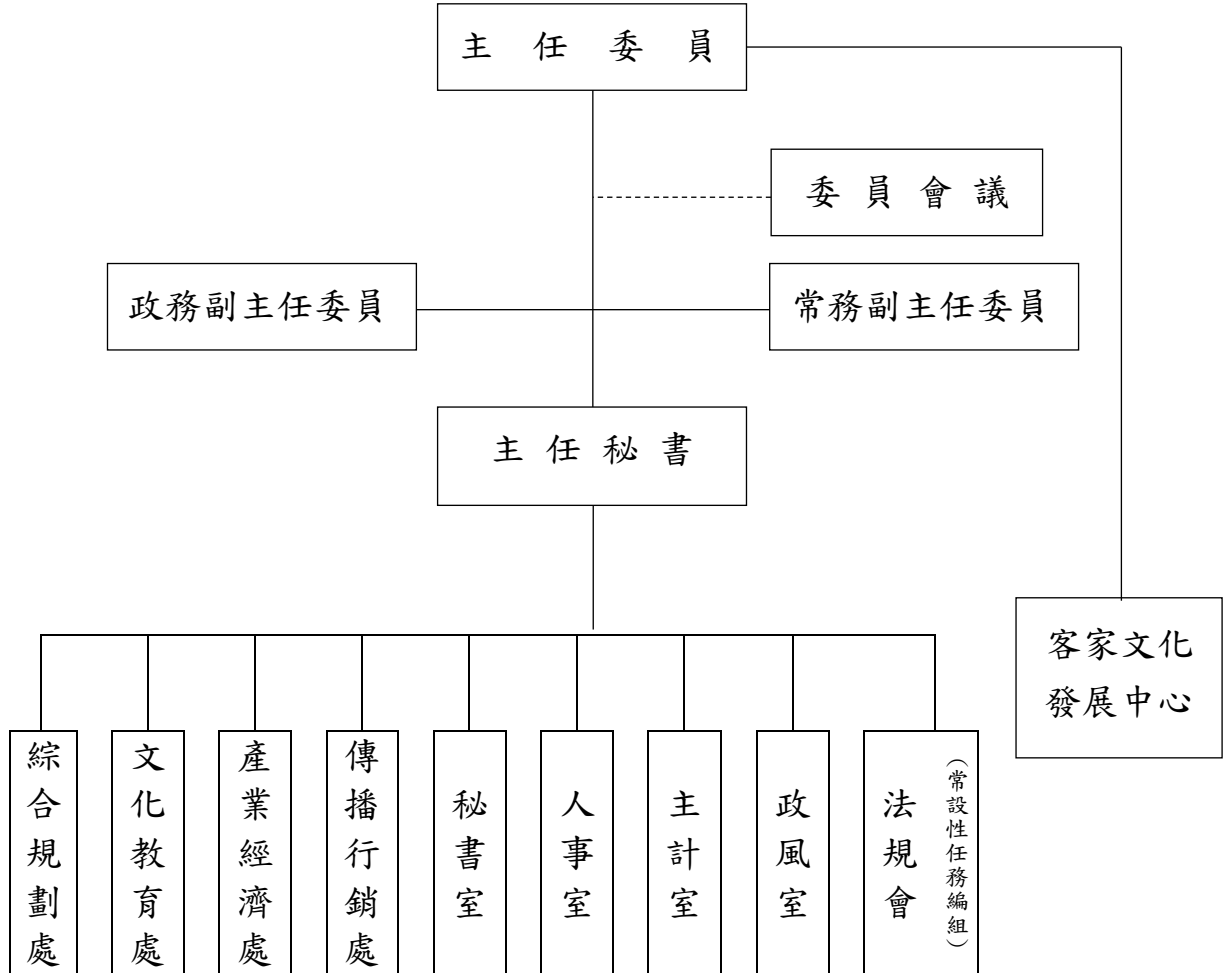 主任委員
委員會議
政務副主任委員
常務副主任委員
主任秘書
客家文化
發展中心
綜合規劃處
文化教育處
產業經濟處
傳播行銷處
秘書室
人事室
主計室
政風室
法規會
（常設性任務編組）